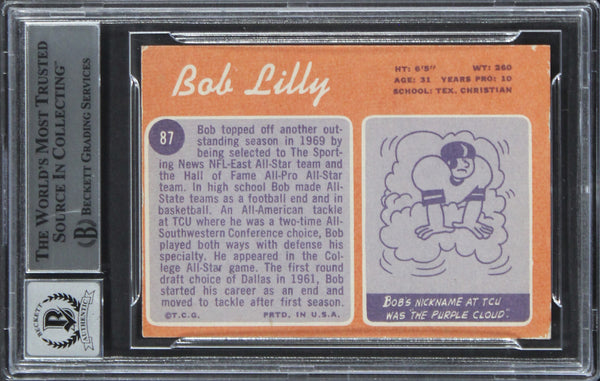 THE WORLD'S MOST TRUSTED
SOURCE IN COLLECTING™
BECKETT GRADING SERVICES
BECKETT
AUTHENTIC
Bob Lilly
HT: 6'5" WT: 260
AGE: 31 YEARS PRO: 10
SCHOOL: TEX. CHRISTIAN
87
Bob topped off another out-
standing season in 1969 by
being selected to The Sport-
ing News NFL-East All-Star team and
the Hall of Fame All-Pro All-Star
team. In high school Bob made All-
State teams as a football end and in
basketball. An All-American tackle
at TCU where he was a two-time All-
Southwestern Conference choice, Bob
played both ways with defense his
specialty. He appeared in the Col-
lege All-Star game. The first round
draft choice of Dallas in 1961, Bob
started his career as an end and
moved to tackle after first season.
©T.C.G. PRTD. IN U.S.A.
BOB'S NICKNAME AT TCU
WAS "THE PURPLE CLOUD".